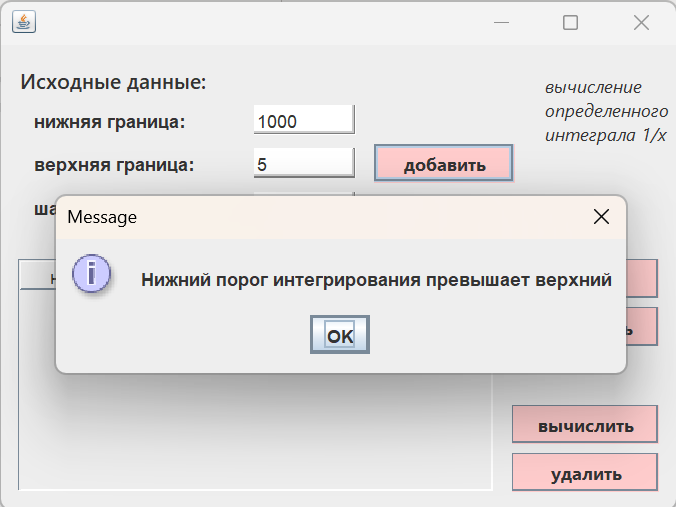 Исходные данные:
вычисление
определенного
интеграла 1/x
нижняя граница:
1000
верхняя граница:
5
добавить
Message
Нижний порог интегрирования превышает верхний
OK
вычислить
удалить